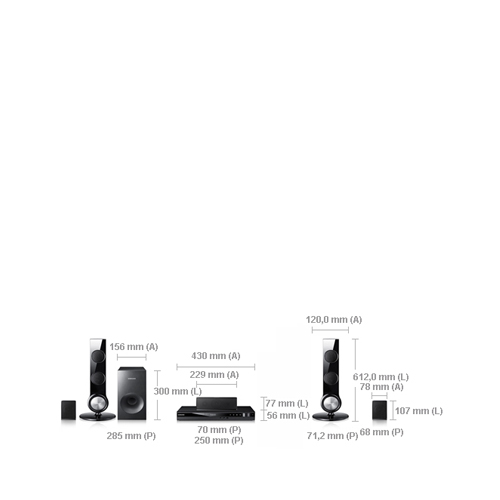 120,0 mm (A)
156 mm (A)
430 mm (A)
229 mm (A)
612,0 mm (L)
78 mm (A)
300 mm (L)
77 mm (L)
56 mm (L)
107 mm (L)
285 mm (P)
70 mm (P)
250 mm (P)
71,2 mm (P)
68 mm (P)